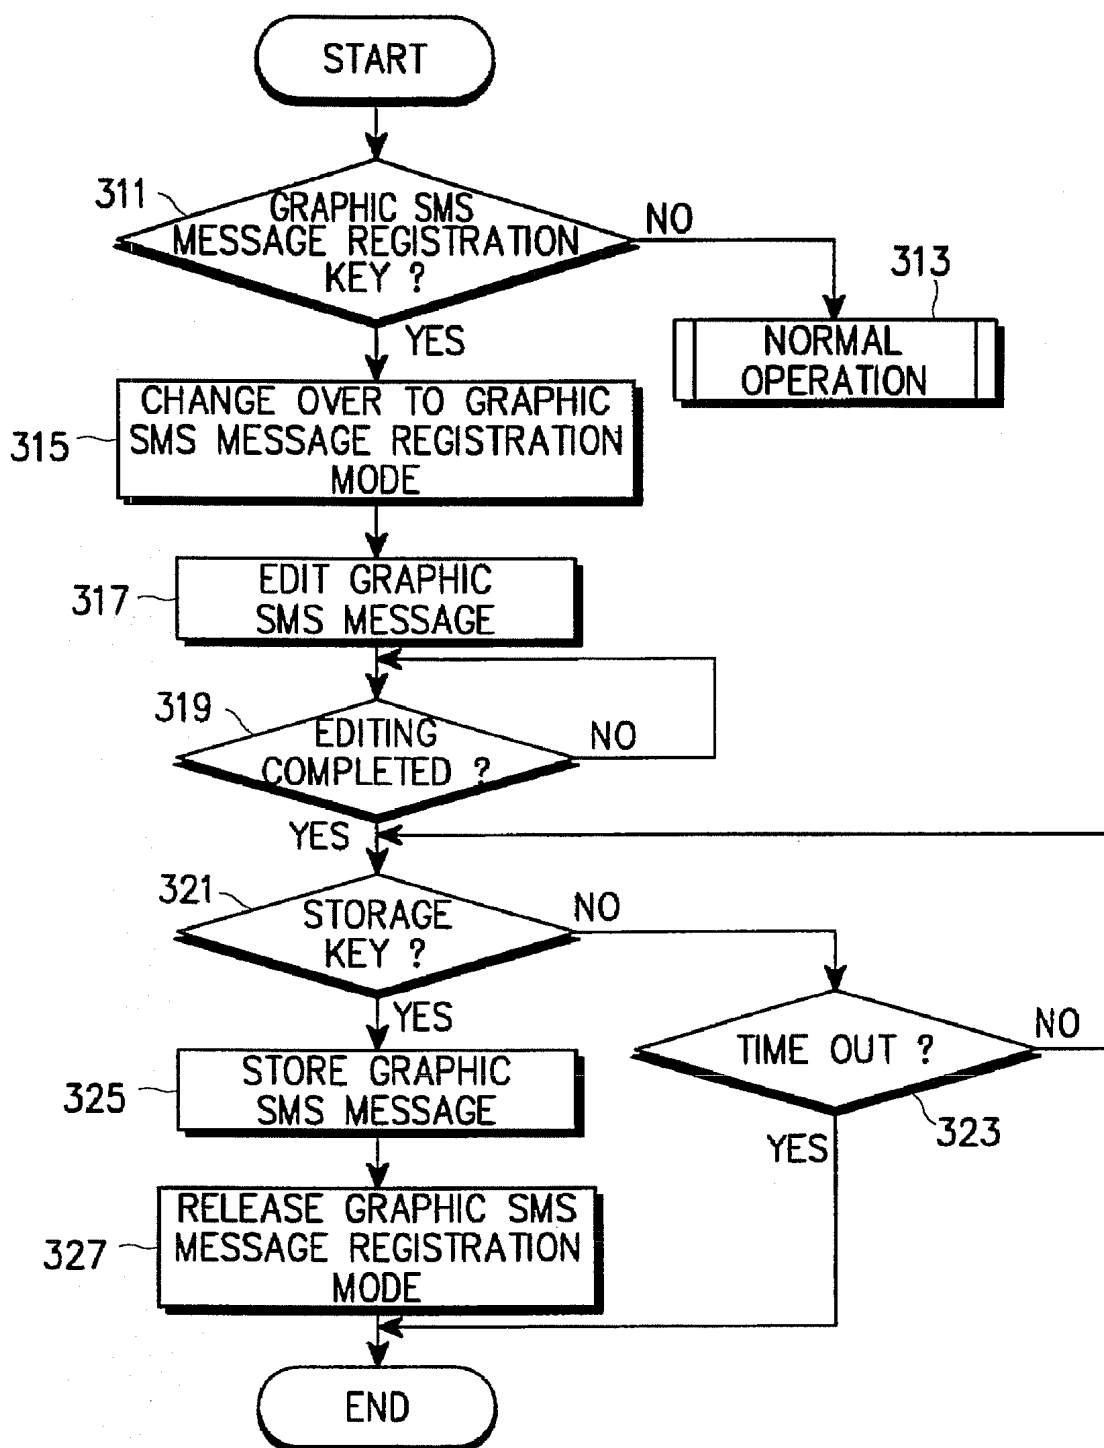 START
311
GRAPHIC SMS
MESSAGE REGISTRATION
KEY ?
NO
313
NORMAL
OPERATION
YES
315
CHANGE OVER TO GRAPHIC
SMS MESSAGE REGISTRATION
MODE
317
EDIT GRAPHIC
SMS MESSAGE
319
EDITING
COMPLETED ?
NO
YES
321
STORAGE
KEY ?
NO
YES
TIME OUT ?
NO
323
YES
325
STORE GRAPHIC
SMS MESSAGE
327
RELEASE GRAPHIC SMS
MESSAGE REGISTRATION
MODE
END